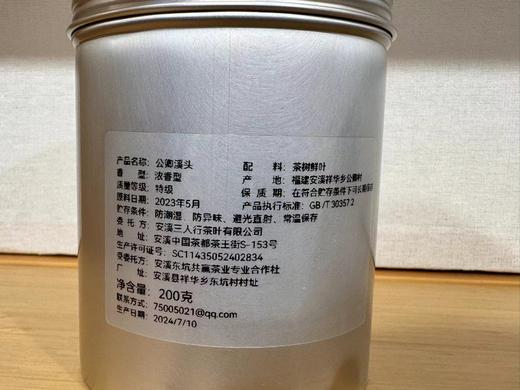 产品名称：公卿溪头
配 料：茶树鲜叶
香 型：浓香型
产 地：福建安溪祥华乡公卿村
质量等级：特级
保 质 期：在符合贮存条件下可长期保存
原料日期：2023年5月
产品执行标准：GB/T 30357.2
贮存条件：防潮湿、防异味、避光直射、常温保存
委 托 方：安溪三人行茶叶有限公司
地 址：安溪中国茶都茶王街S-153号
生产许可证号：SC11435052402834
受委托方：安溪东坑共赢茶业专业合作社
厂 址：安溪县祥华乡东坑村村址
净含量：200克
联系方式：75005021@qq.com
生产日期：2024/7/10